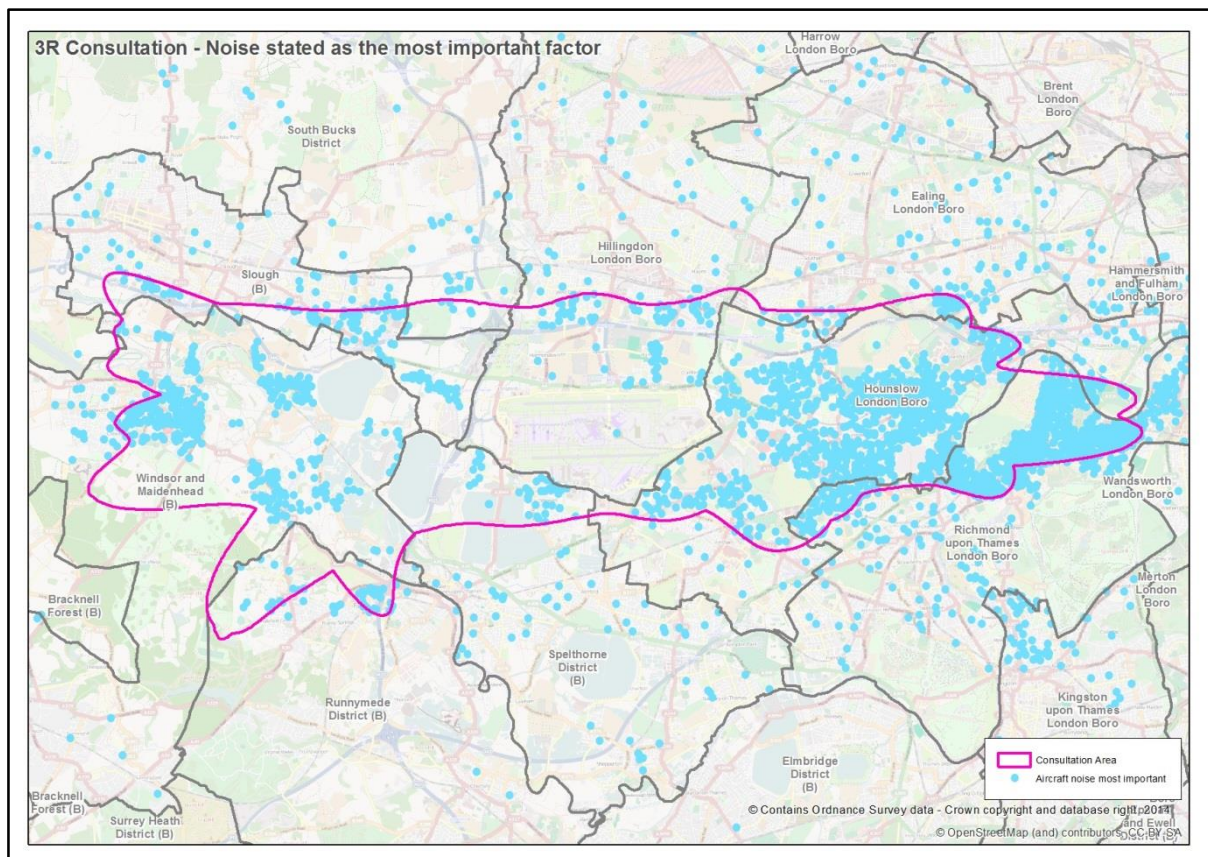 3R Consultation - Noise stated as the most important factor
Harrow
London Boro
Brent
London
Boro
South Bucks
District
Ealing
London Boro
Hillingdon
London Boro
Slough
(B)
Hammersmith
and Fulham
London Boro
Hounslow
London Boro
Windsor and
Maidenhead
(B)
Wandsworth
London Boro
Richmond
upon Thames
London Boro
Merton
London
Boro
Bracknell
Forest (B)
Spelthorne
District
(B)
Runnymede
District (B)
Kingston
upon Thames
London Boro
Elmbridge
District
(B)
Bracknell
Forest (B)
Surrey Heath
District (B)
Consultation Area
Aircraft noise most important
© Contains Ordnance Survey data - Crown copyright and database right 2014
and Ewell
District (B)
© OpenStreetMap (and) contributors, CC-BY-SA